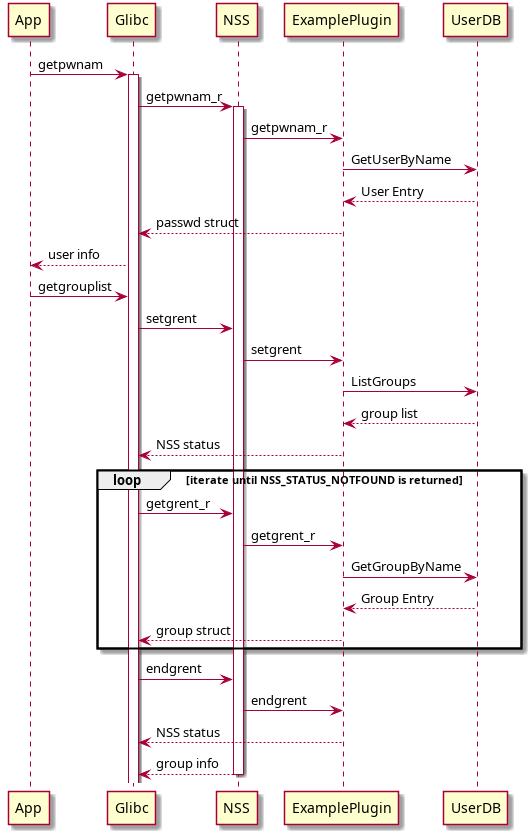 App Glibc NSS ExamplePlugin UserDB
getpwnam
getpwnam_r
getpwnam_r
GetUserByName
User Entry
passwd struct
user info
getgrouplist
setgrent
setgrent
ListGroups
group list
NSS status
loop [iterate until NSS_STATUS_NOTFOUND is returned]
getgrent_r
getgrent_r
GetGroupByName
Group Entry
group struct
endgrent
endgrent
NSS status
group info
App Glibc NSS ExamplePlugin UserDB